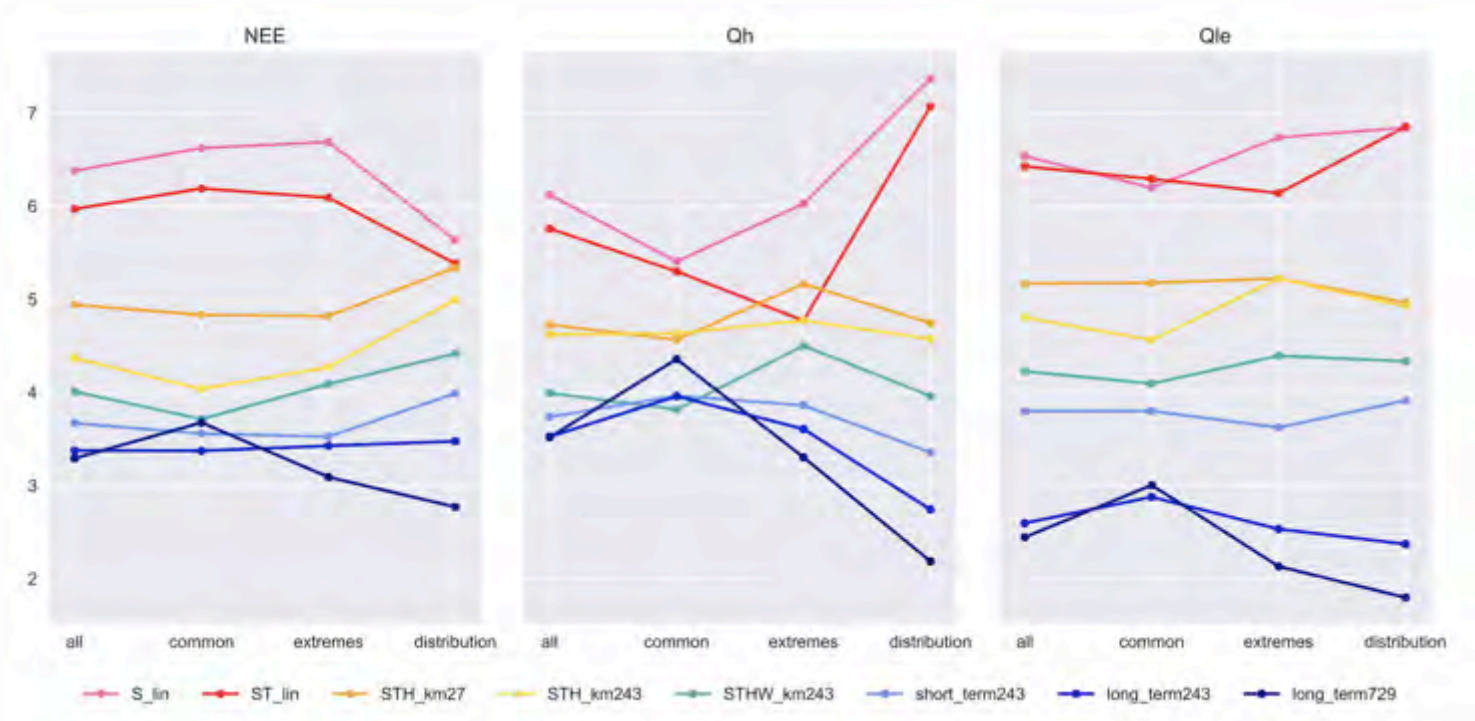 NEE Qh Qle
7
6
5
4
3
2
all common extremes distribution all common extremes distribution all common extremes distribution
S_lin ST_lin STH_km27 STH_km243 STHW_km243 short_term243 long_term243 long_term729